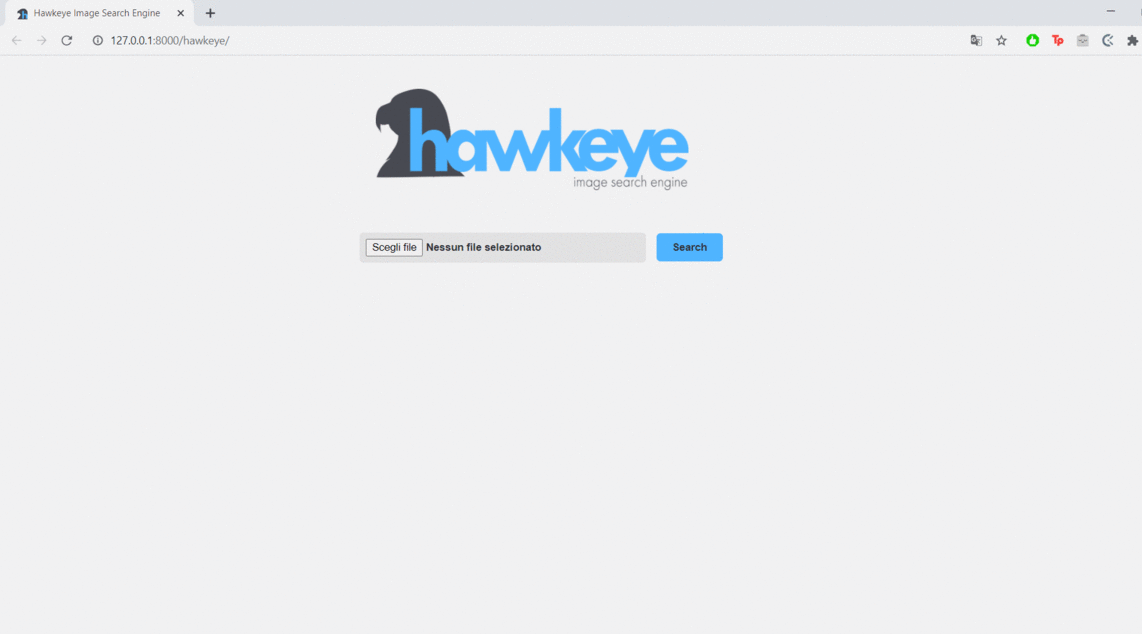 Hawkeye Image Search Engine
127.0.0.1:8000/hawkeye/
Tp
hawkeye
image search engine
Scegli file Nessun file selezionato Search